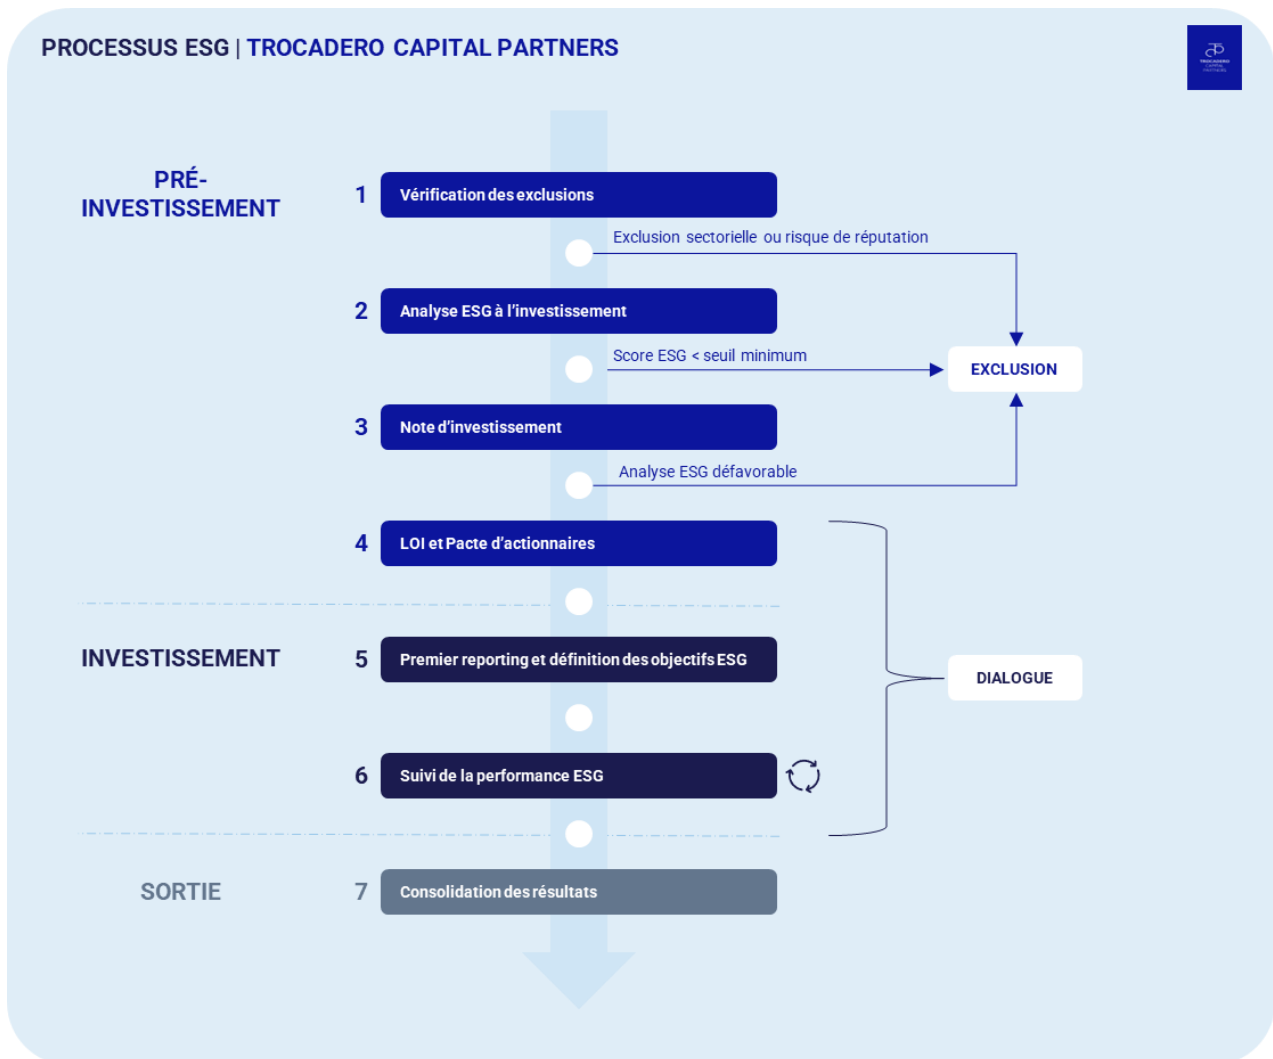 PROCESSUS ESG | TROCADERO CAPITAL PARTNERS
TROCADERO
CAPITAL
PARTNERS
PRÉ-
INVESTISSEMENT
1 Vérification des exclusions
Exclusion sectorielle ou risque de réputation
2 Analyse ESG à l’investissement
Score ESG < seuil minimum
EXCLUSION
3 Note d’investissement
Analyse ESG défavorable
4 LOI et Pacte d’actionnaires
INVESTISSEMENT
5 Premier reporting et définition des objectifs ESG
DIALOGUE
6 Suivi de la performance ESG
SORTIE
7 Consolidation des résultats